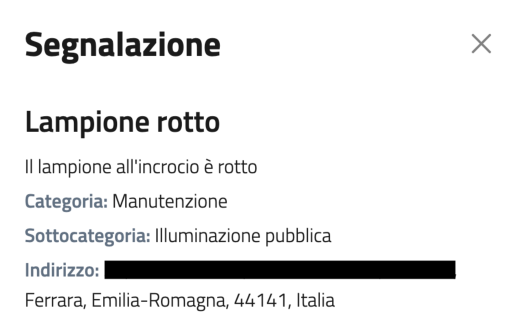 Segnalazione
Lampione rotto
Il lampione all'incrocio è rotto
Categoria: Manutenzione
Sottocategoria: Illuminazione pubblica
Indirizzo:
Ferrara, Emilia-Romagna, 44141, Italia